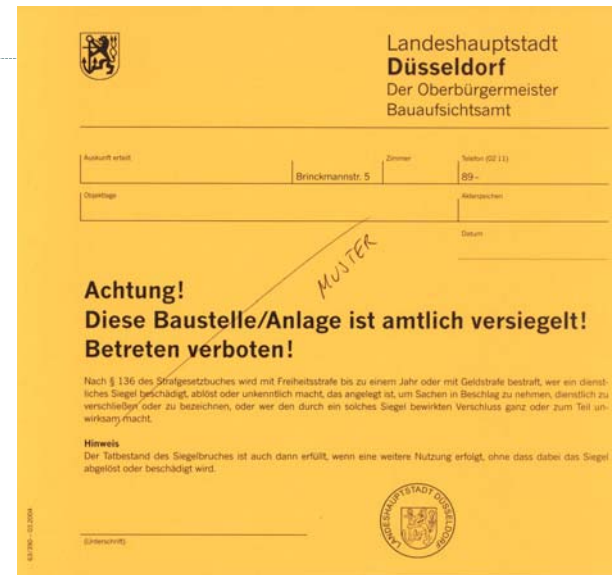 Landeshauptstadt
Düsseldorf
Der Oberbürgermeister
Bauaufsichtsamt
Auskunft erteilt
Zimmer
Telefon (02 11)
Brinckmannstr. 5
89 –
Objektlage
Aktenzeichen
Datum
MUSTER
Achtung!
Diese Baustelle/Anlage ist amtlich versiegelt!
Betreten verboten!
Nach § 136 des Strafgesetzbuches wird mit Freiheitsstrafe bis zu einem Jahr oder mit Geldstrafe bestraft, wer ein dienst-
liches Siegel beschädigt, ablöst oder unkenntlich macht, das angelegt ist, um Sachen in Beschlag zu nehmen, dienstlich zu
verschließen oder zu bezeichnen, oder wer den durch ein solches Siegel bewirkten Verschluss ganz oder zum Teil un-
wirksam macht.
Hinweis
Der Tatbestand des Siegelbruches ist auch dann erfüllt, wenn eine weitere Nutzung erfolgt, ohne dass dabei das Siegel
abgelöst oder beschädigt wird.
LANDESHAUPTSTADT DÜSSELDORF
(Unterschrift)
63/390 – 03.2004